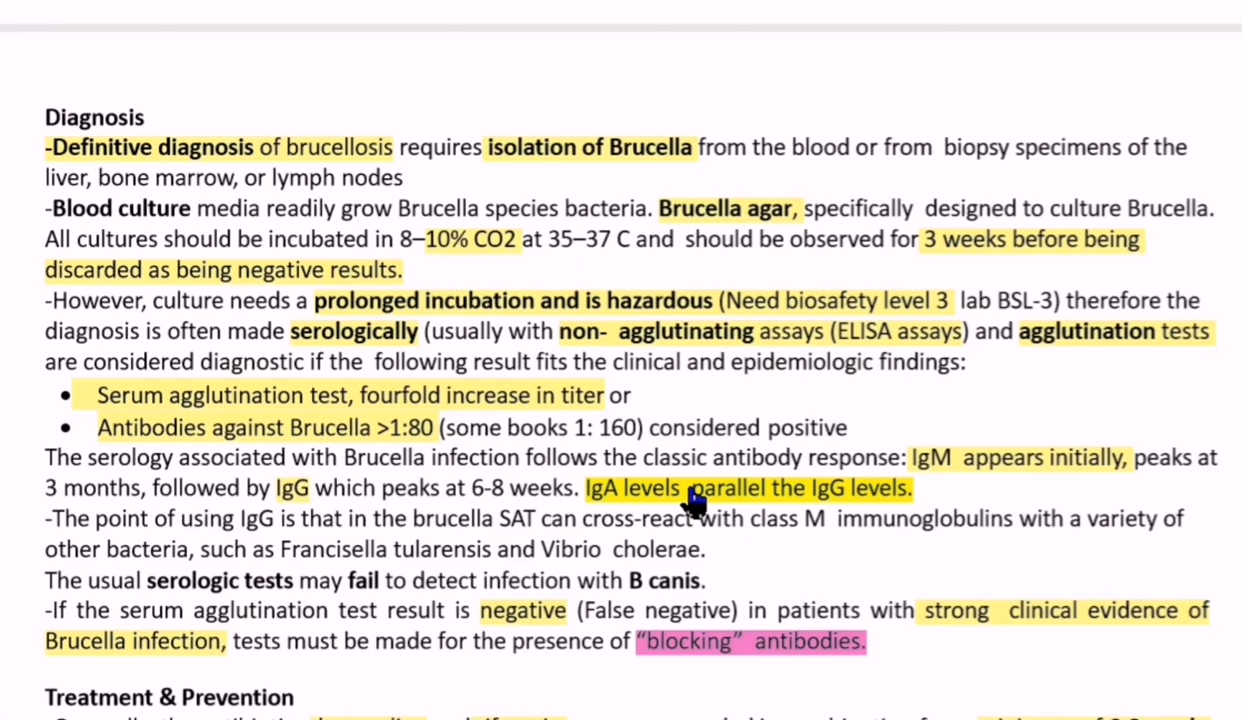 Diagnosis
-Definitive diagnosis of brucellosis requires isolation of Brucella from the blood or from biopsy specimens of the
liver, bone marrow, or lymph nodes
-Blood culture media readily grow Brucella species bacteria. Brucella agar, specifically designed to culture Brucella.
All cultures should be incubated in 8–10% CO2 at 35–37 C and should be observed for 3 weeks before being
discarded as being negative results.
-However, culture needs a prolonged incubation and is hazardous (Need biosafety level 3 lab BSL-3) therefore the
diagnosis is often made serologically (usually with non- agglutinating assays (ELISA assays) and agglutination tests
are considered diagnostic if the following result fits the clinical and epidemiologic findings:
• Serum agglutination test, fourfold increase in titer or
• Antibodies against Brucella >1:80 (some books 1: 160) considered positive
The serology associated with Brucella infection follows the classic antibody response: IgM appears initially, peaks at
3 months, followed by IgG which peaks at 6-8 weeks. IgA levels parallel the IgG levels.
-The point of using IgG is that in the brucella SAT can cross-react with class M immunoglobulins with a variety of
other bacteria, such as Francisella tularensis and Vibrio cholerae.
The usual serologic tests may fail to detect infection with B canis.
-If the serum agglutination test result is negative (False negative) in patients with strong clinical evidence of
Brucella infection, tests must be made for the presence of “blocking” antibodies.
Treatment & Prevention